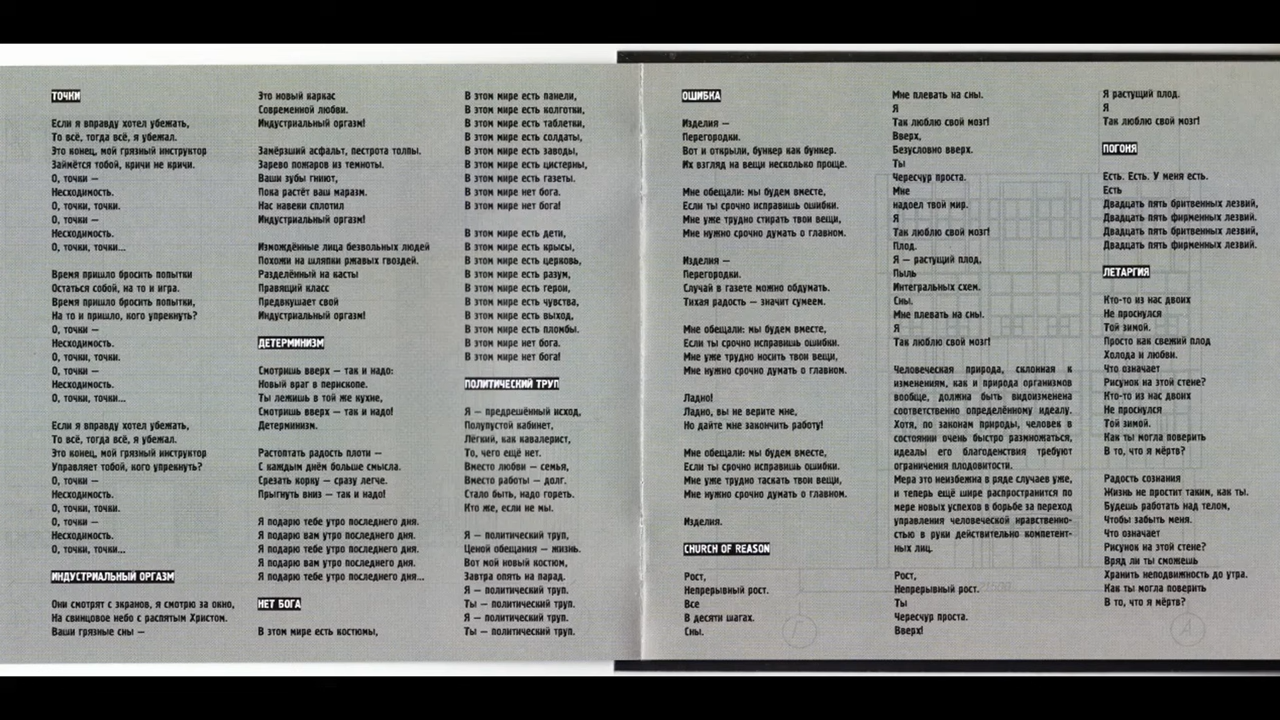 ТОЧКИ
Если я вправду хотел убежать,
То всё, тогда всё, я убежал.
Это конец, мой грязный инструктор
Займётся тобой, кричи не кричи.
О, точки —
Несходимость.
О, точки, точки.
О, точки —
Несходимость.
О, точки, точки...
Время пришло бросить попытки
Остаться собой, на то и игра.
Время пришло бросить попытки,
На то и пришло, кого упрекнуть?
О, точки —
Несходимость.
О, точки, точки.
О, точки —
Несходимость.
О, точки, точки...
Если я вправду хотел убежать,
То всё, тогда всё, я убежал.
Это конец, мой грязный инструктор
Управляет тобой, кого упрекнуть?
О, точки —
Несходимость.
О, точки, точки.
О, точки —
Несходимость.
О, точки, точки...
ИНДУСТРИАЛЬНЫЙ ОРГАЗМ
Они смотрят с экранов, я смотрю за окно,
На свинцовое небо с распятым Христом.
Ваши грязные сны —
Это новый каркас
Современной любви.
Индустриальный оргазм!
Замёрзший асфальт, пестрота толпы.
Зарево пожаров из темноты.
Ваши зубы гниют,
Пока растёт ваш маразм.
Нас навеки сплотил
Индустриальный оргазм!
Измождённые лица безвольных людей
Похожи на шляпки ржавых гвоздей.
Разделённый на касты
Правящий класс
Предвкушает свой
Индустриальный оргазм!
ДЕТЕРМИНИЗМ
Смотришь вверх — так и надо:
Новый враг в перископе.
Ты лежишь в той же кухне,
Смотришь вверх — так и надо!
Детерминизм.
Растоптать радость плоти —
С каждым днём больше смысла.
Срезать корку — сразу легче.
Прыгнуть вниз — так и надо!
Я подарю тебе утро последнего дня.
Я подарю вам утро последнего дня.
Я подарю тебе утро последнего дня.
Я подарю вам утро последнего дня.
Я подарю тебе утро последнего дня...
НЕТ БОГА
В этом мире есть костюмы,
В этом мире есть панели,
В этом мире есть колготки,
В этом мире есть таблетки,
В этом мире есть солдаты,
В этом мире есть заводы,
В этом мире есть цистерны,
В этом мире есть газеты.
В этом мире нет бога.
В этом мире нет бога!
В этом мире есть дети,
В этом мире есть крысы,
В этом мире есть церковь,
В этом мире есть разум,
В этом мире есть герои,
В этом мире есть чувства,
В этом мире есть выход,
В этом мире есть пломбы.
В этом мире нет бога.
В этом мире нет бога!
ПОЛИТИЧЕСКИЙ ТРУП
Я — предрешённый исход,
Полупустой кабинет,
Лёгкий, как кавалерист,
То, чего ещё нет.
Вместо любви — семья,
Вместо работы — долг.
Стало быть, надо гореть.
Кто же, если не мы.
Я — политический труп,
Ценой обещания — жизнь.
Вот мой новый костюм,
Завтра опять на парад.
Я — политический труп.
Ты — политический труп.
Я — политический труп.
Ты — политический труп.
ОШИБКА
Изделия —
Перегородки.
Вот и открыли, бункер как бункер.
Их взгляд на вещи несколько проще.
Мне обещали: мы будем вместе,
Если ты срочно исправишь ошибки.
Мне уже трудно стирать твои вещи,
Мне нужно срочно думать о главном.
Изделия —
Перегородки.
Случай в газете можно обдумать.
Тихая радость — значит сумеем.
Мне обещали: мы будем вместе,
Если ты срочно исправишь ошибки.
Мне уже трудно носить твои вещи,
Мне нужно срочно думать о главном.
Ладно!
Ладно, вы не верите мне,
Но дайте мне закончить работу!
Мне обещали: мы будем вместе,
Если ты срочно исправишь ошибки.
Мне уже трудно таскать твои вещи,
Мне нужно срочно думать о главном.
Изделия.
CHURCH OF REASON
Рост,
Непрерывный рост.
Все
В десяти шагах.
Сны.
Мне плевать на сны.
Я
Так люблю свой мозг!
Вверх,
Безусловно вверх.
Ты
Чересчур проста.
Мне
надоел твой мир.
Я
Так люблю свой мозг!
Плод.
Я — растущий плод,
Пыль
Интегральных схем.
Сны.
Мне плевать на сны.
Я
Так люблю свой мозг!
Человеческая природа, склонная к
изменениям, как и природа организмов
вообще, должна быть видоизменена
соответственно определённому идеалу.
Хотя, по законам природы, человек в
состоянии очень быстро размножаться,
идеалы его благоденствия требуют
ограничения плодовитости.
Мера эта неизбежна в ряде случаев уже,
и теперь ещё шире распространится по
мере новых успехов в борьбе за переход
управления человеческой нравственно-
стью в руки действительно компетент-
ных лиц.
Рост,
Непрерывный рост.
Ты
Чересчур проста.
Вверх!
Я растущий плод.
Я
Так люблю свой мозг!
ПОГОНЯ
Есть. Есть. У меня есть.
Есть
Двадцать пять бритвенных лезвий,
Двадцать пять фирменных лезвий.
Двадцать пять бритвенных лезвий,
Двадцать пять фирменных лезвий.
ЛЕТАРГИЯ
Кто-то из нас двоих
Не проснулся
Той зимой.
Просто как свежий плод
Холода и любви.
Что означает
Рисунок на этой стене?
Кто-то из нас двоих
Не проснулся
Той зимой.
Как ты могла поверить
В то, что я мёртв?
Радость сознания
Жизнь не простит таким, как ты.
Будешь работать над телом,
Чтобы забыть меня.
Что означает
Рисунок на этой стене?
Вряд ли ты сможешь
Хранить неподвижность до утра.
Как ты могла поверить
В то, что я мёртв?
Г
А